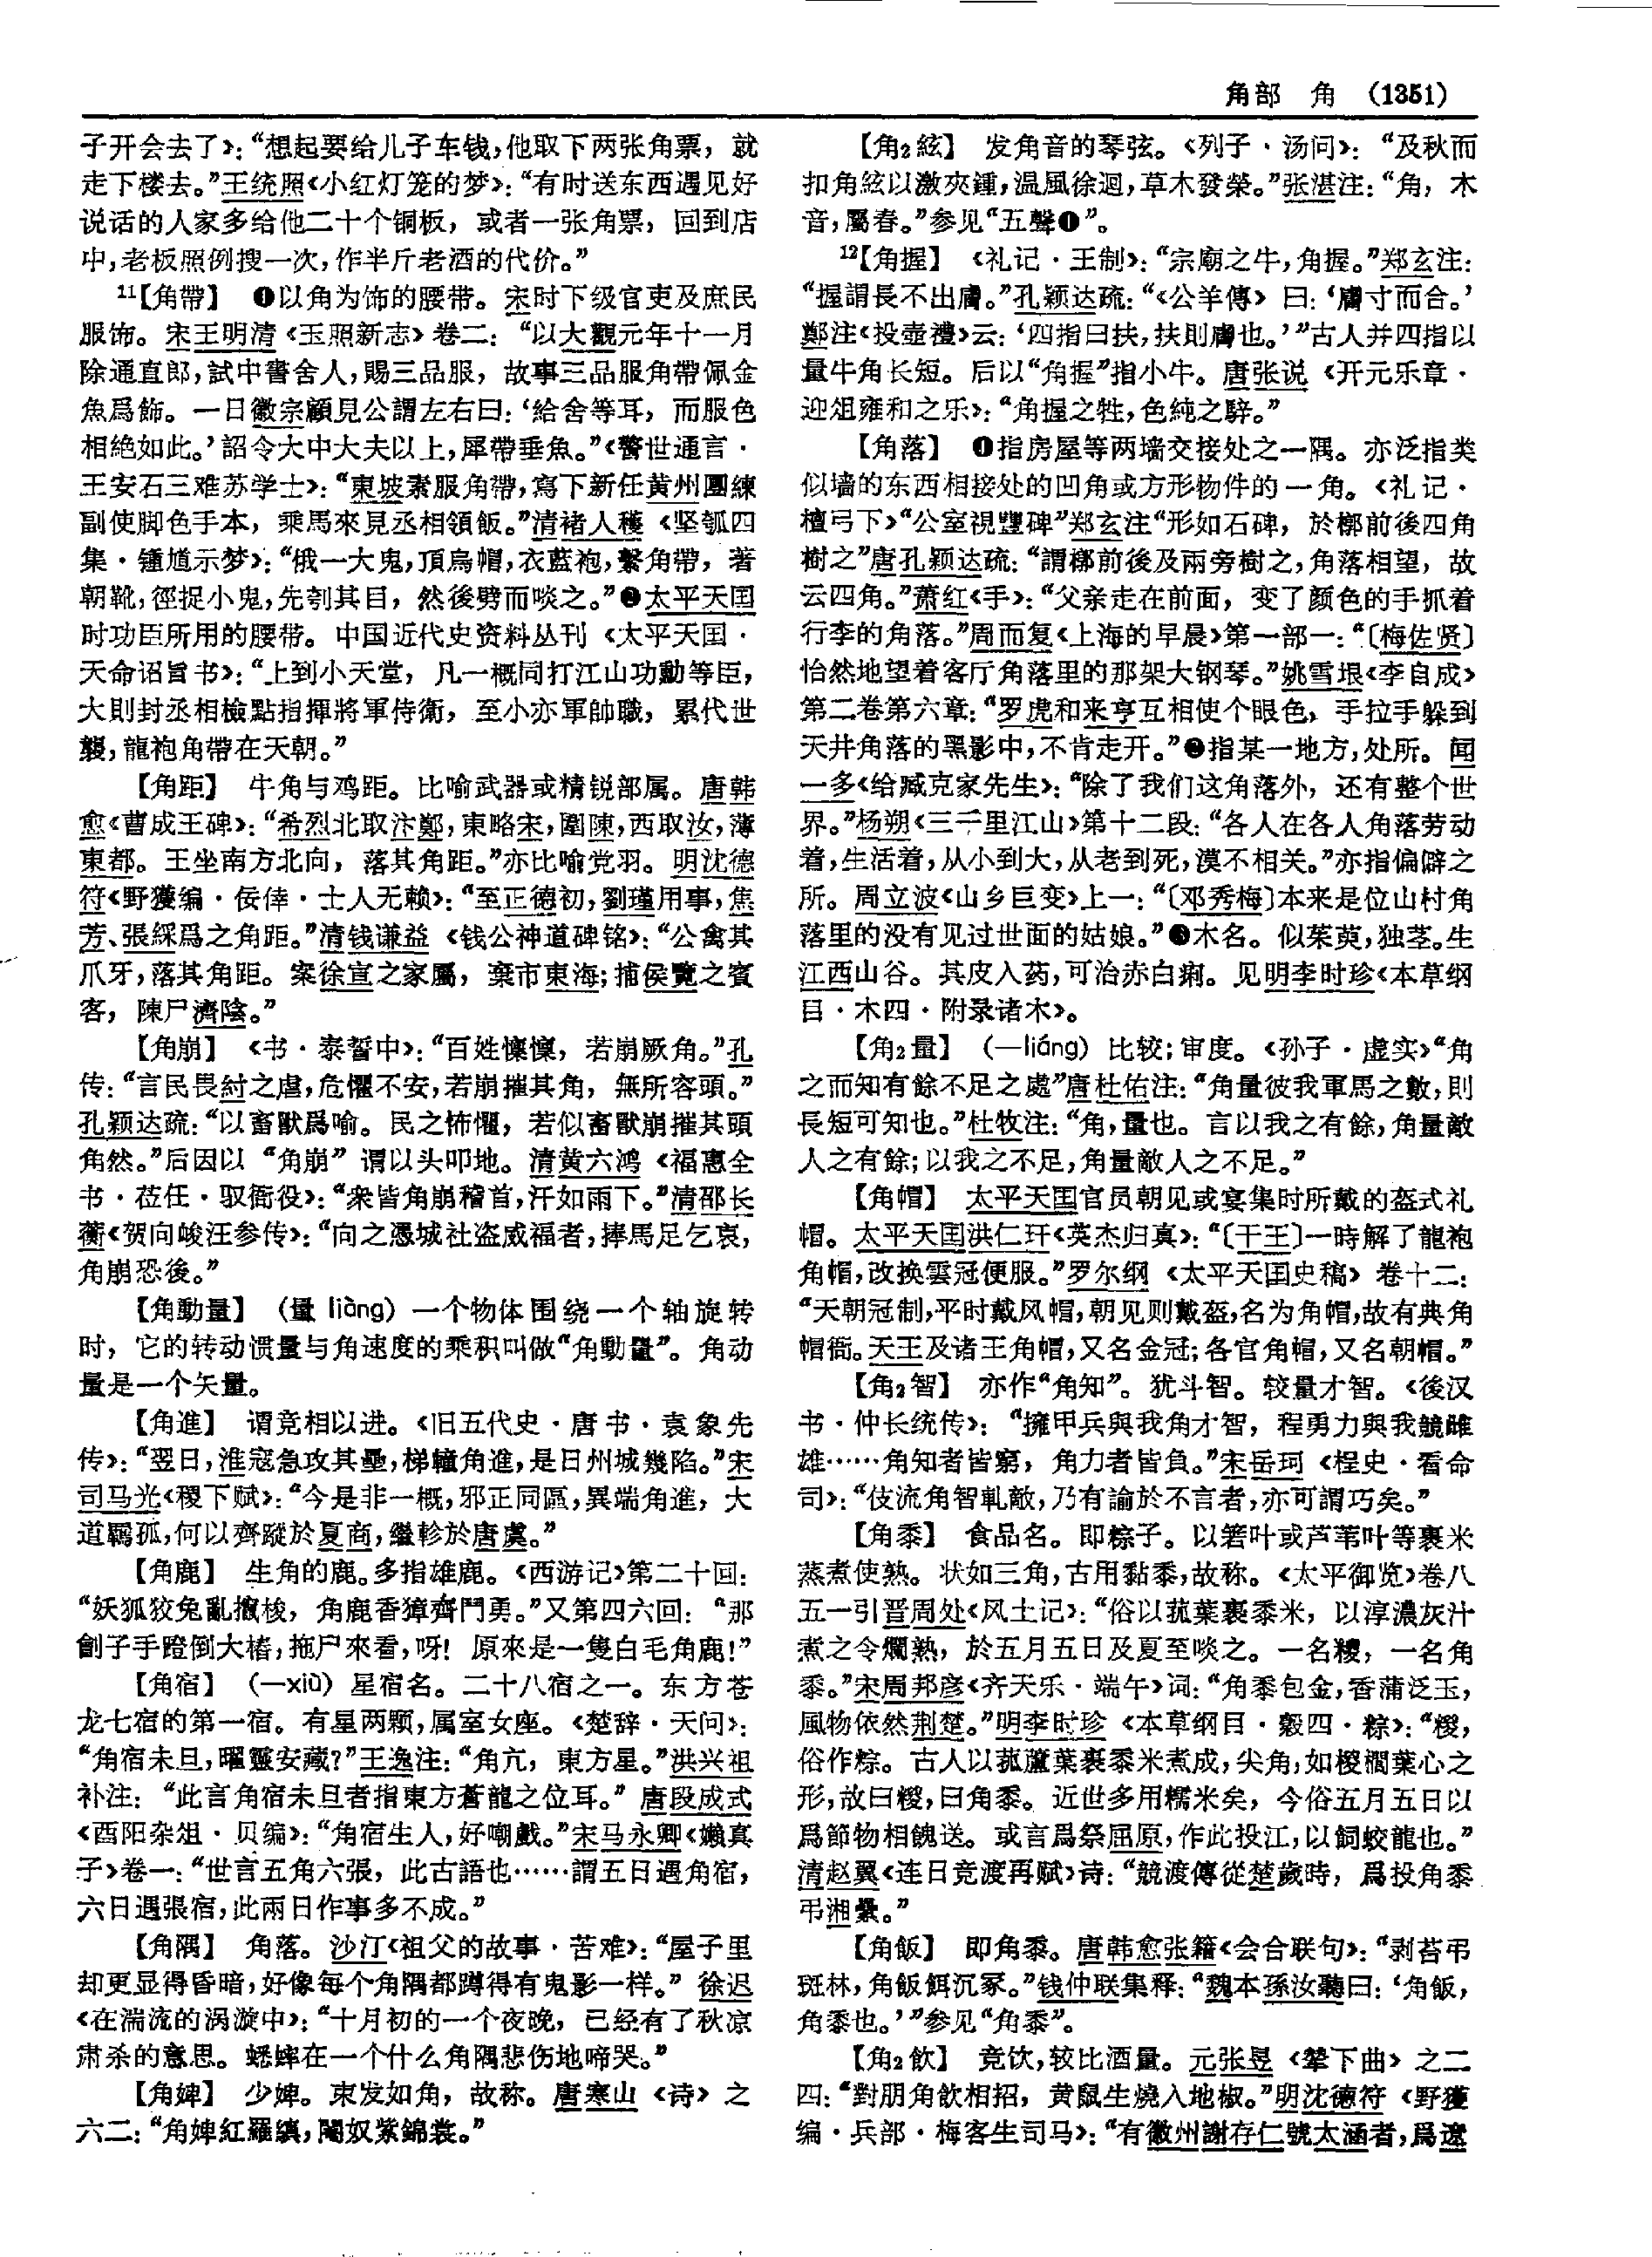 角部　角　(1351)
子开会去了》：“想起要给儿子车钱，他取下两张角票，就
走下楼去。”王统照《小红灯笼的梦》：“有时送东西遇见好
说话的人家多给他二十个铜板，或者一张角票，回到店
中，老板照例搜一次，作半斤老酒的代价。”
11【角帶】　❶以角为饰的腰带。宋时下级官吏及庶民
服饰。宋王明清《玉照新志》卷二：“以大觀元年十一月
除通直郎，試中書舍人，賜三品服，故事三品服角帶佩金
魚爲飾。一日徽宗顧見公謂左右曰：‘給舍等耳，而服色
相絶如此。’詔令大中大夫以上，犀帶垂魚。”《警世通言·
王安石三难苏学士》：“東坡素服角帶，寫下新任黄州團練
副使脚色手本，乘馬來見丞相領飯。”清褚人穫《坚瓠四
集·锺馗示梦》：“俄一大鬼，頂烏帽，衣藍袍，繫角帶，著
朝靴，徑捉小鬼，先刳其目，然後劈而啖之。”❷太平天囯
时功臣所用的腰带。中国近代史资料丛刊《太平天囯·
天命诏旨书》：“上到小天堂，凡一概同打江山功勳等臣，
大則封丞相檢點指揮將軍侍衛，至小亦軍帥職，累代世
襲，龍袍角帶在天朝。”
【角距】　牛角与鸡距。比喻武器或精锐部属。唐韩
愈《曹成王碑》：“希烈北取汴鄭，東略宋，圍陳，西取汝，薄
東都。王坐南方北向，落其角距。”亦比喻党羽。明沈德
符《野獲编·佞倖·士人无赖》：“至正德初，劉瑾用事，焦
芳、張綵爲之角距。”清钱谦益《钱公神道碑铭》：“公禽其
爪牙，落其角距。案徐宣之家屬，棄市東海；捕侯覽之賓
客，陳尸濟陰。”
【角崩】　《书·泰誓中》：“百姓懍懍，若崩厥角。”孔
传：“言民畏紂之虐，危懼不安，若崩摧其角，無所容頭。”
孔颖达疏：“以畜獸爲喻。民之怖懼，若似畜獸崩摧其頭
角然。”后因以“角崩”谓以头叩地。清黄六鸿《福惠全
书·莅任·驭衙役》：“衆皆角崩稽首，汗如雨下。”清邵长
蘅《贺向峻汪参传》：“向之憑城社盗威福者，捧馬足乞哀，
角崩恐後。”
【角動量】　（量 liàng）一个物体围绕一个轴旋转
时，它的转动惯量与角速度的乘积叫做“角動量”。角动
量是一个矢量。
【角進】　谓竞相以进。《旧五代史·唐书·袁象先
传》：“翌日，淮寇急攻其壘，梯幢角進，是日州城幾陷。”宋
司马光《稷下赋》：“今是非一概，邪正同區，異端角進，大
道羈孤，何以齊蹤於夏商，繼軫於唐虞。”
【角鹿】　生角的鹿。多指雄鹿。《西游记》第二十回：
“妖狐狡兔亂攛梭，角鹿香獐齊鬥勇。”又第四六回：“那
劊子手蹬倒大樁，拖尸來看，呀！原來是一隻白毛角鹿！”
【角宿】　（—xiù）星宿名。二十八宿之一。东方苍
龙七宿的第一宿。有星两颗，属室女座。《楚辞·天问》：
“角宿未旦，曜靈安藏？”王逸注：“角亢，東方星。”洪兴祖
补注：“此言角宿未旦者指東方蒼龍之位耳。”唐段成式
《酉阳杂俎·贝编》：“角宿生人，好嘲戲。”宋马永卿《嬾真
子》卷一：“世言五角六張，此古語也……謂五日遇角宿，
六日遇張宿，此兩日作事多不成。”
【角隅】　角落。沙汀《祖父的故事·苦难》：“屋子里
却更显得昏暗，好像每个角隅都蹲得有鬼影一样。”徐迟
《在湍流的涡漩中》：“十月初的一个夜晚，已经有了秋凉
肃杀的意思。蟋蟀在一个什么角隅悲伤地啼哭。”
【角婢】　少婢。束发如角，故称。唐寒山《诗》之
六二：“角婢紅羅縝，閹奴紫錦裳。”
【角2絃】　发角音的琴弦。《列子·汤问》：“及秋而
扣角絃以激夾鍾，温風徐迴，草木發榮。”张湛注：“角，木
音，屬春。”参见“五聲❶”。
12【角握】　《礼记·王制》：“宗廟之牛，角握。”郑玄注：
“握謂長不出膚。”孔颖达疏：“《公羊傳》曰：‘膚寸而合。’
鄭注《投壺禮》云：‘四指曰扶，扶則膚也。’”古人并四指以
量牛角长短。后以“角握”指小牛。唐张说《开元乐章·
迎俎雍和之乐》：“角握之牲，色純之騂。”
【角落】　❶指房屋等两墙交接处之一隅。亦泛指类
似墙的东西相接处的凹角或方形物件的一角。《礼记·
檀弓下》“公室視豐碑”郑玄注“形如石碑，於槨前後四角
樹之”唐孔颖达疏：“謂槨前後及兩旁樹之，角落相望，故
云四角。”萧红《手》：“父亲走在前面，变了颜色的手抓着
行李的角落。”周而复《上海的早晨》第一部一：“〔梅佐贤〕
怡然地望着客厅角落里的那架大钢琴。”姚雪垠《李自成》
第二卷第六章：“罗虎和来亨互相使个眼色，手拉手躲到
天井角落的黑影中，不肯走开。”❷指某一地方，处所。闻
一多《给臧克家先生》：“除了我们这角落外，还有整个世
界。”杨朔《三千里江山》第十二段：“各人在各人角落劳动
着，生活着，从小到大，从老到死，漠不相关。”亦指偏僻之
所。周立波《山乡巨变》上一：“〔邓秀梅〕本来是位山村角
落里的没有见过世面的姑娘。”❸木名。似茱萸，独茎。生
江西山谷。其皮入药，可治赤白痢。见明李时珍《本草纲
目·木四·附录诸木》。
【角2量】　（—liáng）比较；审度。《孙子·虚实》“角
之而知有餘不足之處”唐杜佑注：“角量彼我軍馬之數，則
長短可知也。”杜牧注：“角，量也。言以我之有餘，角量敵
人之有餘；以我之不足，角量敵人之不足。”
【角帽】　太平天囯官员朝见或宴集时所戴的盔式礼
帽。太平天囯洪仁玕《英杰归真》：“〔干王〕一時解了龍袍
角帽，改换雲冠便服。”罗尔纲《太平天囯史稿》卷十二：
“天朝冠制，平时戴风帽，朝见则戴盔，名为角帽，故有典角
帽衙。天王及诸王角帽，又名金冠；各官角帽，又名朝帽。”
【角2智】　亦作“角知”。犹斗智。较量才智。《後汉
书·仲长统传》：“擁甲兵與我角才智，程勇力與我競雌
雄……角知者皆窮，角力者皆負。”宋岳珂《桯史·看命
司》：“伎流角智軋敵，乃有諭於不言者，亦可謂巧矣。”
【角黍】　食品名。即粽子。以箬叶或芦苇叶等裹米
蒸煮使熟。状如三角，古用黏黍，故称。《太平御览》卷八
五一引晋周处《风土记》：“俗以菰葉裹黍米，以淳濃灰汁
煮之令爛熟，於五月五日及夏至啖之。一名糉，一名角
黍。”宋周邦彦《齐天乐·端午》词：“角黍包金，香蒲泛玉，
風物依然荆楚。”明李时珍《本草纲目·穀四·粽》：“糉，
俗作粽。古人以菰蘆葉裹黍米煮成，尖角，如椶櫚葉心之
形，故曰糉，曰角黍。近世多用糯米矣，今俗五月五日以
爲節物相餽送。或言爲祭屈原，作此投江，以飼蛟龍也。”
清赵翼《连日竞渡再赋》诗：“競渡傳從楚歲時，爲投角黍
弔湘纍。”
【角飯】　即角黍。唐韩愈张籍《会合联句》：“剥苔弔
斑林，角飯餌沉冢。”钱仲联集释：“魏本孫汝聽曰：‘角飯，
角黍也。’”参见“角黍”。
【角2飲】　竞饮，较比酒量。元张昱《辇下曲》之二
四：“對朋角飲相招，黄鼠生燒入地椒。”明沈德符《野獲
编·兵部·梅客生司马》：“有徽州謝存仁號太涵者，爲遼